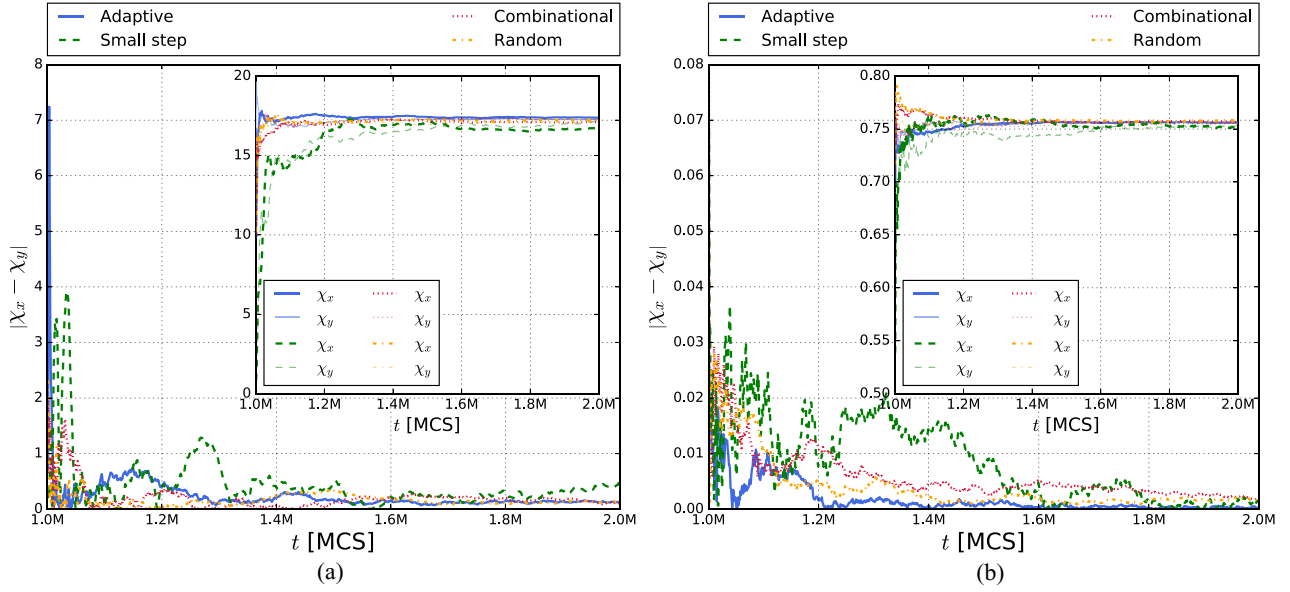 Adaptive Combinational
Small step Random
8
7
6
5
4
3
2
1
0
|χx − χy|
1.0M 1.2M 1.4M 1.6M 1.8M 2.0M
t [MCS]
20
15
10
5
0
χx χx
χy χy
χx χx
χy χy
1.0M 1.2M 1.4M 1.6M 1.8M 2.0M
t [MCS]
(a)
Adaptive Combinational
Small step Random
0.08
0.07
0.06
0.05
0.04
0.03
0.02
0.01
0.00
|χx − χy|
1.0M 1.2M 1.4M 1.6M 1.8M 2.0M
t [MCS]
0.80
0.75
0.70
0.65
0.60
0.55
0.50
χx χx
χy χy
χx χx
χy χy
1.0M 1.2M 1.4M 1.6M 1.8M 2.0M
t [MCS]
(b)